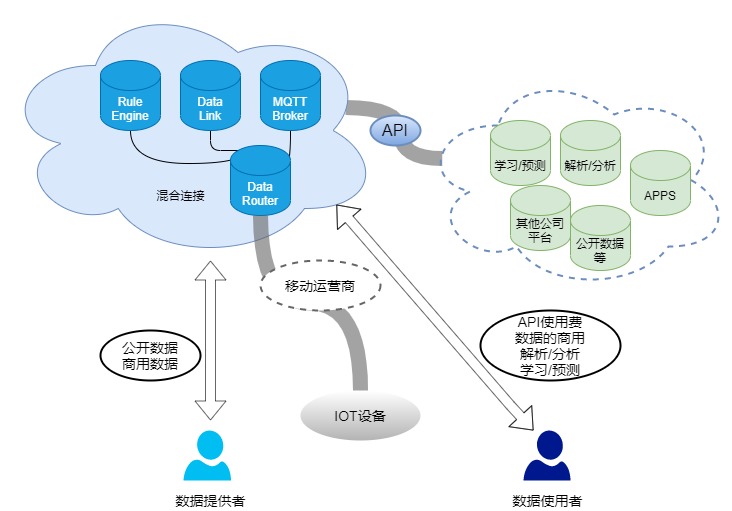 Rule
Engine
Data
Link
MQTT
Broker
Data
Router
混合连接
API
学习/预测
解析/分析
APPS
其他公司
平台
公开数据
等
移动运营商
公开数据
商用数据
API使用费
数据的商用
解析/分析
学习/预测
IOT设备
数据提供者
数据使用者